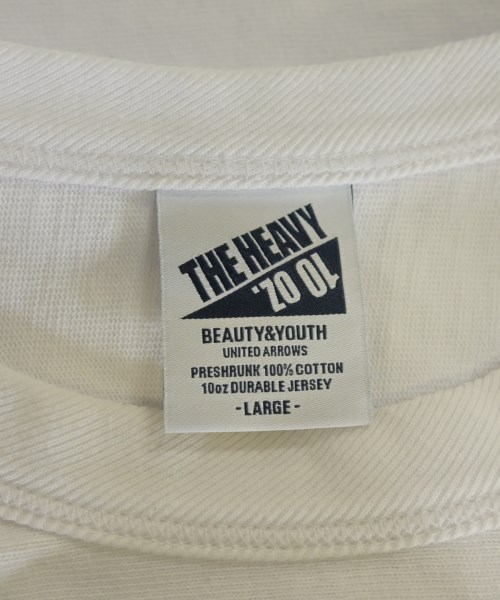 THE HEAVY
10 OZ.
BEAUTY&YOUTH
UNITED ARROWS
PRESHRUNK 100% COTTON
10oz DURABLE JERSEY
- LARGE -